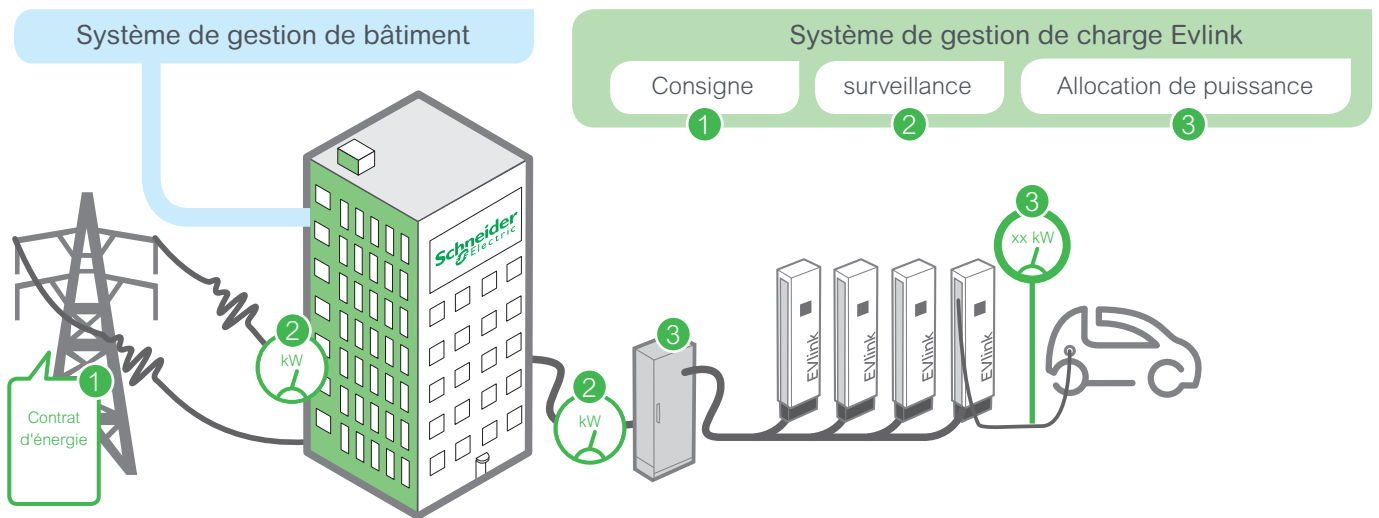 Système de gestion de bâtiment
Système de gestion de charge Evlink
Consigne
surveillance
Allocation de puissance
1
2
3
Schneider
Electric
3
xx kW
2
kW
3
EVlink
EVlink
EVlink
EVlink
1
Contrat
d'énergie
2
kW